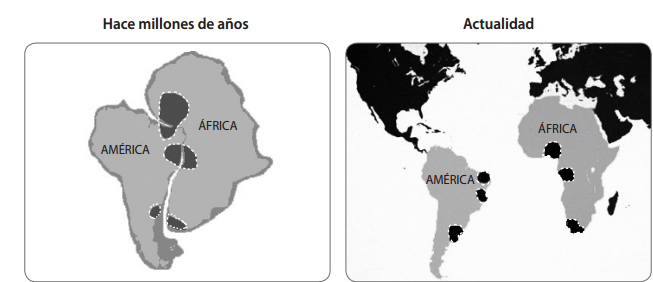 Hace millones de años
Actualidad
ÁFRICA
AMÉRICA
ÁFRICA
AMÉRICA